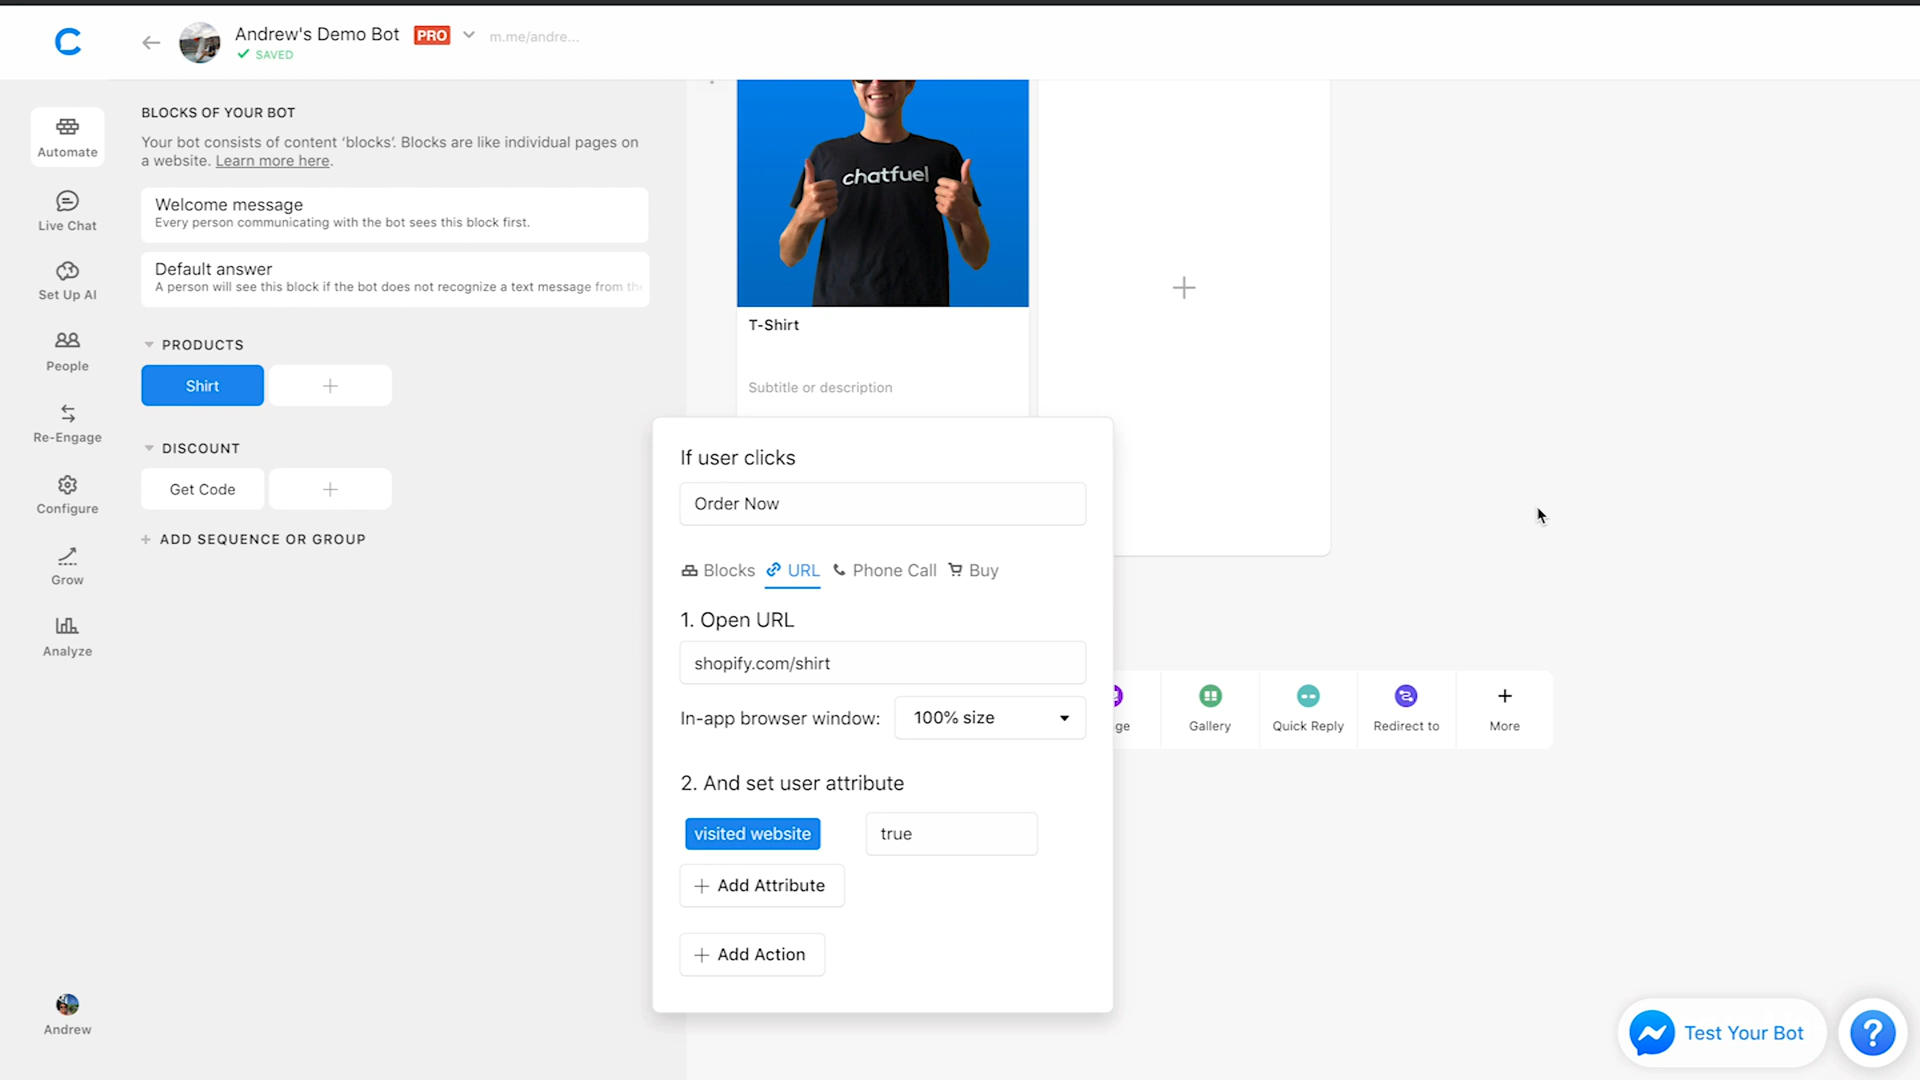 Andrew's Demo Bot PRO m.me/andre...
SAVED
Automate
Live Chat
Set Up AI
People
Re-Engage
Configure
Grow
Analyze
Andrew
BLOCKS OF YOUR BOT
Your bot consists of content ‘blocks’. Blocks are like individual pages on
a website. Learn more here.
Welcome message
Every person communicating with the bot sees this block first.
Default answer
A person will see this block if the bot does not recognize a text message from the
PRODUCTS
Shirt
DISCOUNT
Get Code
ADD SEQUENCE OR GROUP
chatfuel
T-Shirt
Subtitle or description
If user clicks
Order Now
Blocks URL Phone Call Buy
1. Open URL
shopify.com/shirt
In-app browser window: 100% size
2. And set user attribute
visited website true
Add Attribute
Add Action
ge
Gallery
Quick Reply
Redirect to
More
Test Your Bot
?